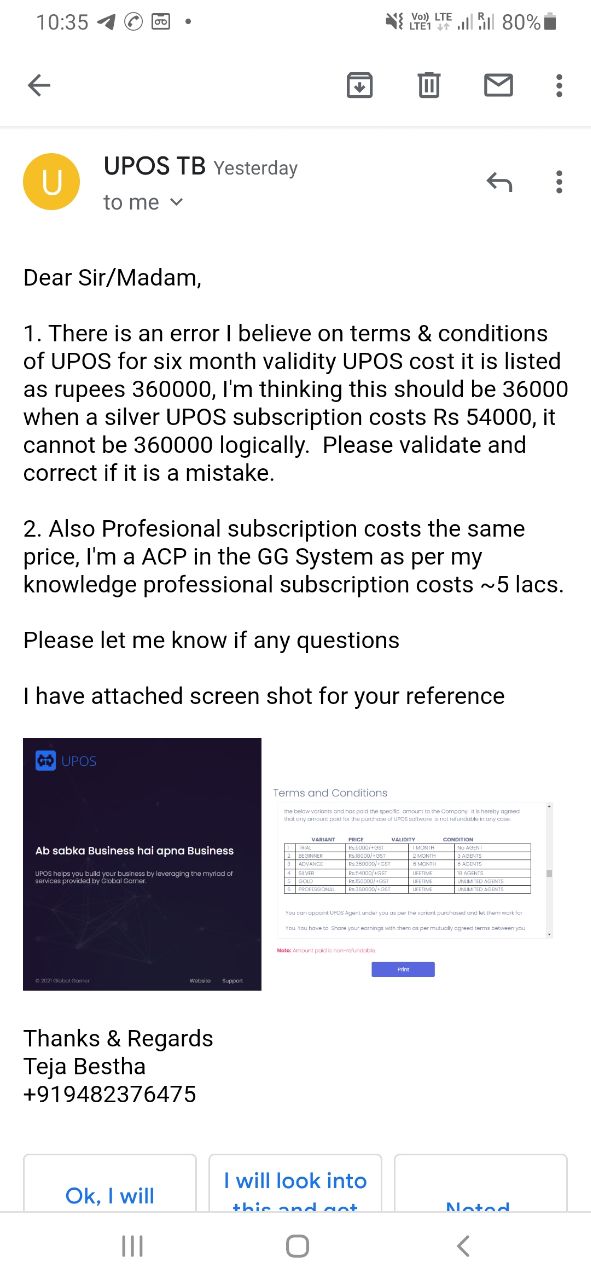 10:35
Vo)) LTE
LTE1
R
80%
UPOS TB Yesterday
U
to me
Dear Sir/Madam,
1. There is an error I believe on terms & conditions
of UPOS for six month validity UPOS cost it is listed
as rupees 360000, I'm thinking this should be 36000
when a silver UPOS subscription costs Rs 54000, it
cannot be 360000 logically. Please validate and
correct if it is a mistake.
2. Also Profesional subscription costs the same
price, I'm a ACP in the GG System as per my
knowledge professional subscription costs ~5 lacs.
Please let me know if any questions
I have attached screen shot for your reference
UPOS
Ab sabka Business hai apna Business
UPOS helps you build your business by leveraging the myriad of
services provided by Global Garner.
© 2021 Global Garner Website Support
Terms and Conditions
the below variants and has paid the specific amount to the Company. It is hereby agreed
that any amount paid for the purchase of UPOS software is not refundable in any case.
VARIANT PRICE VALIDITY CONDITION
1 TRIAL 1 MONTH No AGENT
2 BEGINNER 2 MONTH 3 AGENTS
3 ADVANCE Rs.360000/+GST 6 MONTH AGENTS
4 SILVER Rs.54000/+GST LIFETIME AGENTS
5 GOLD LIFETIME UNLIMITED AGENTS
6 PROFESSIONAL Rs.360000/+GST LIFETIME UNLIMITED AGENTS
You can appoint UPOS Agent under you as per the variant purchased and let them work for
You. You have to Share your earnings with them as per mutually agreed terms between you
Note: Amount paid is non-refundable.
Print
Thanks & Regards
Teja Bestha
+919482376475
Ok, I will
I will look into
this and get
Noted